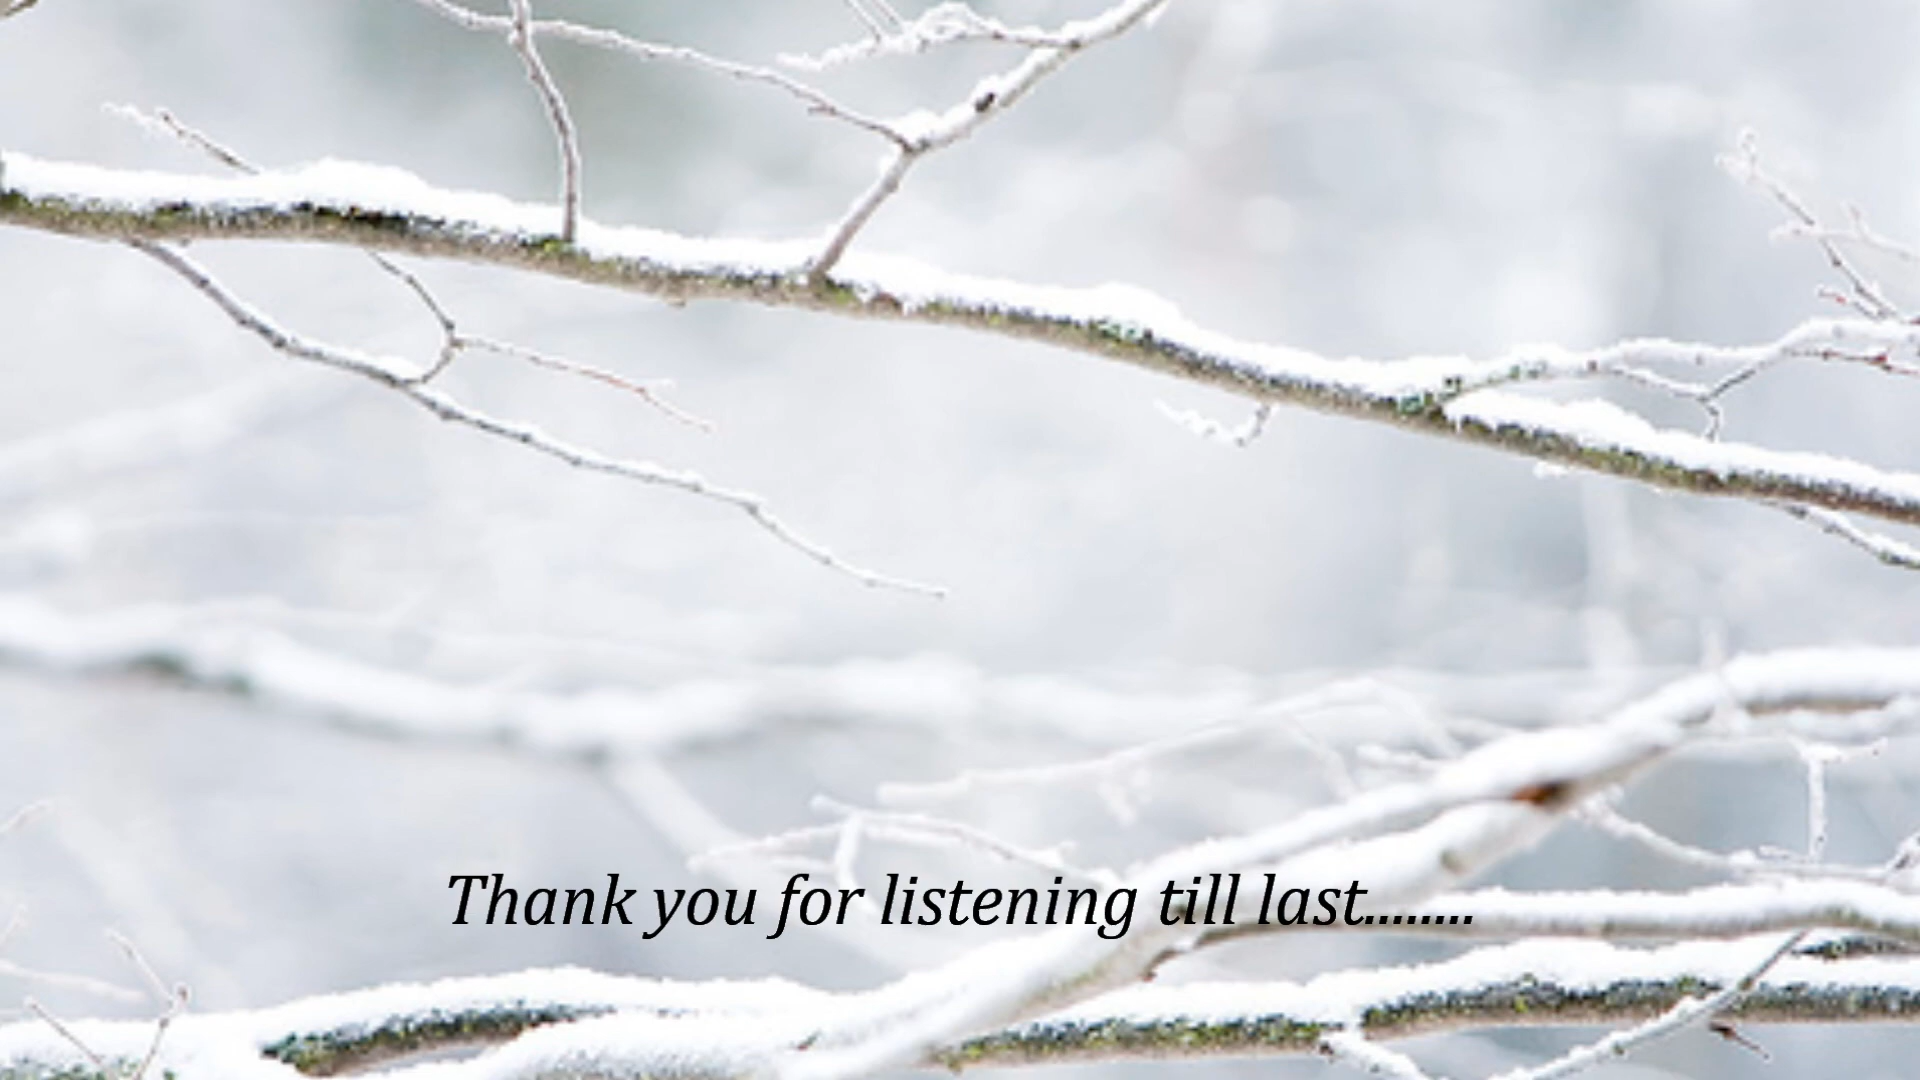 Thank you for listening till last........